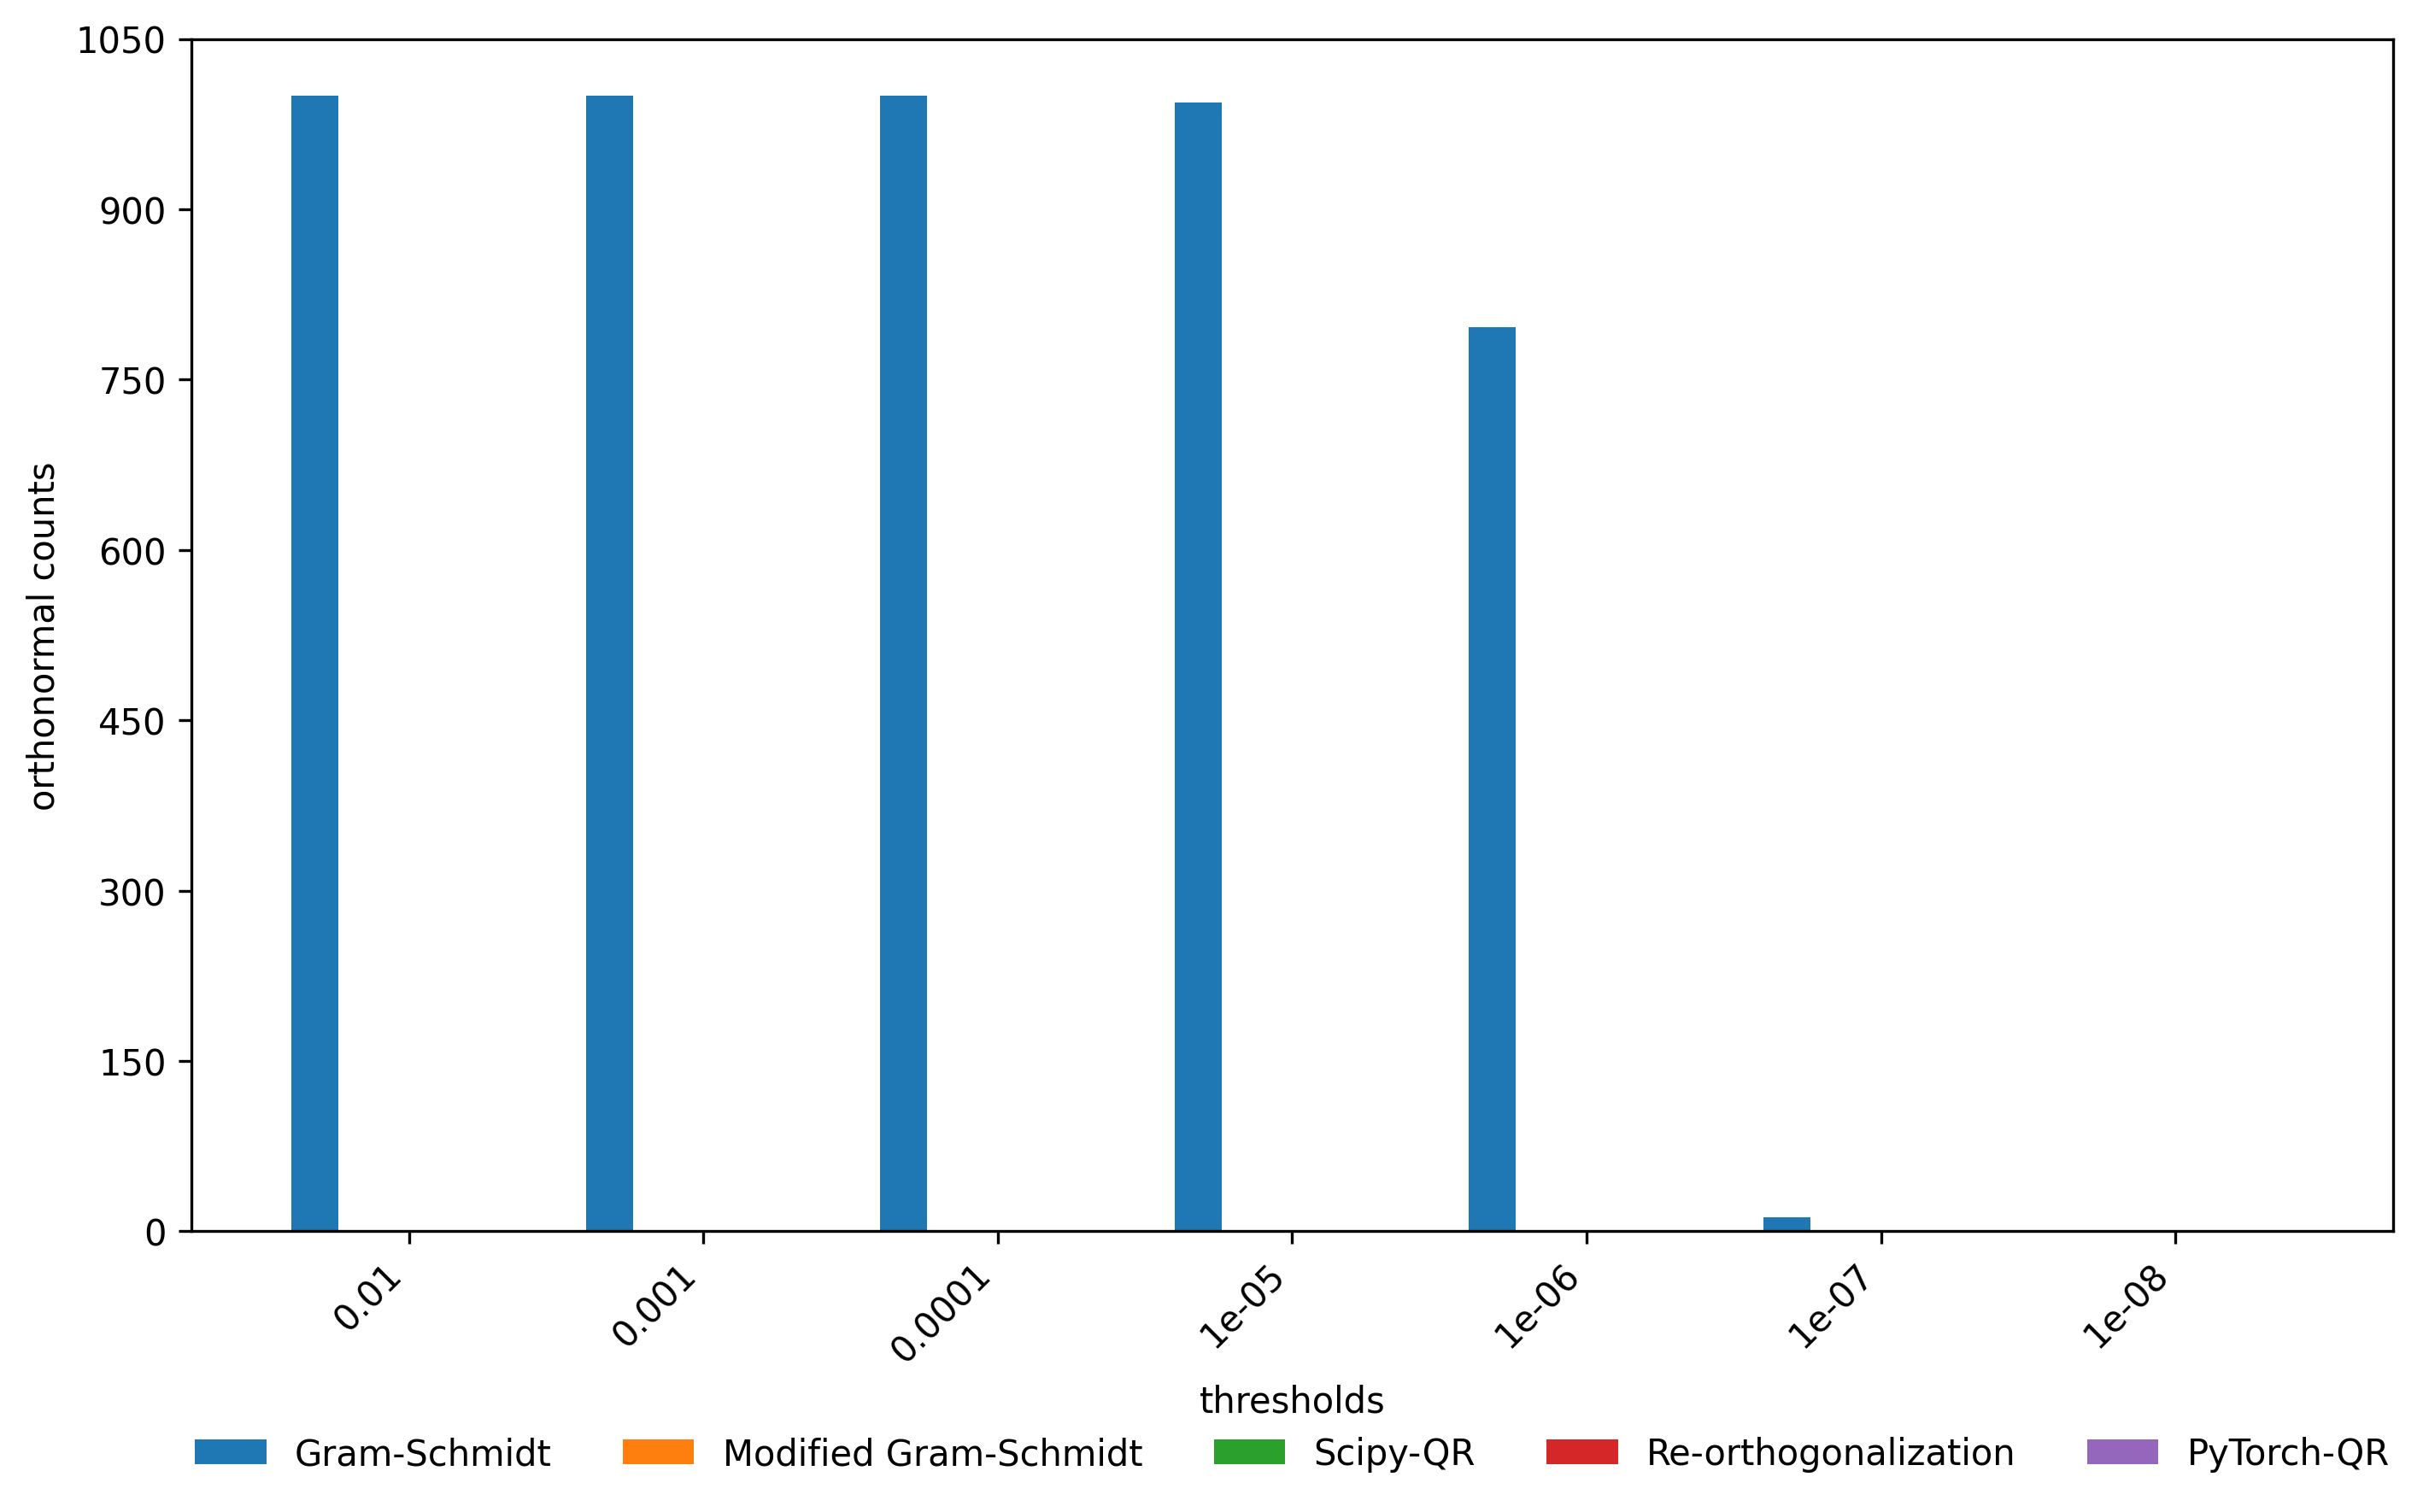 1050
900
750
600
450
300
150
0
orthonormal counts
0.01
0.001
0.0001
1e-05
1e-06
1e-07
1e-08
thresholds
Gram-Schmidt
Modified Gram-Schmidt
Scipy-QR
Re-orthogonalization
PyTorch-QR